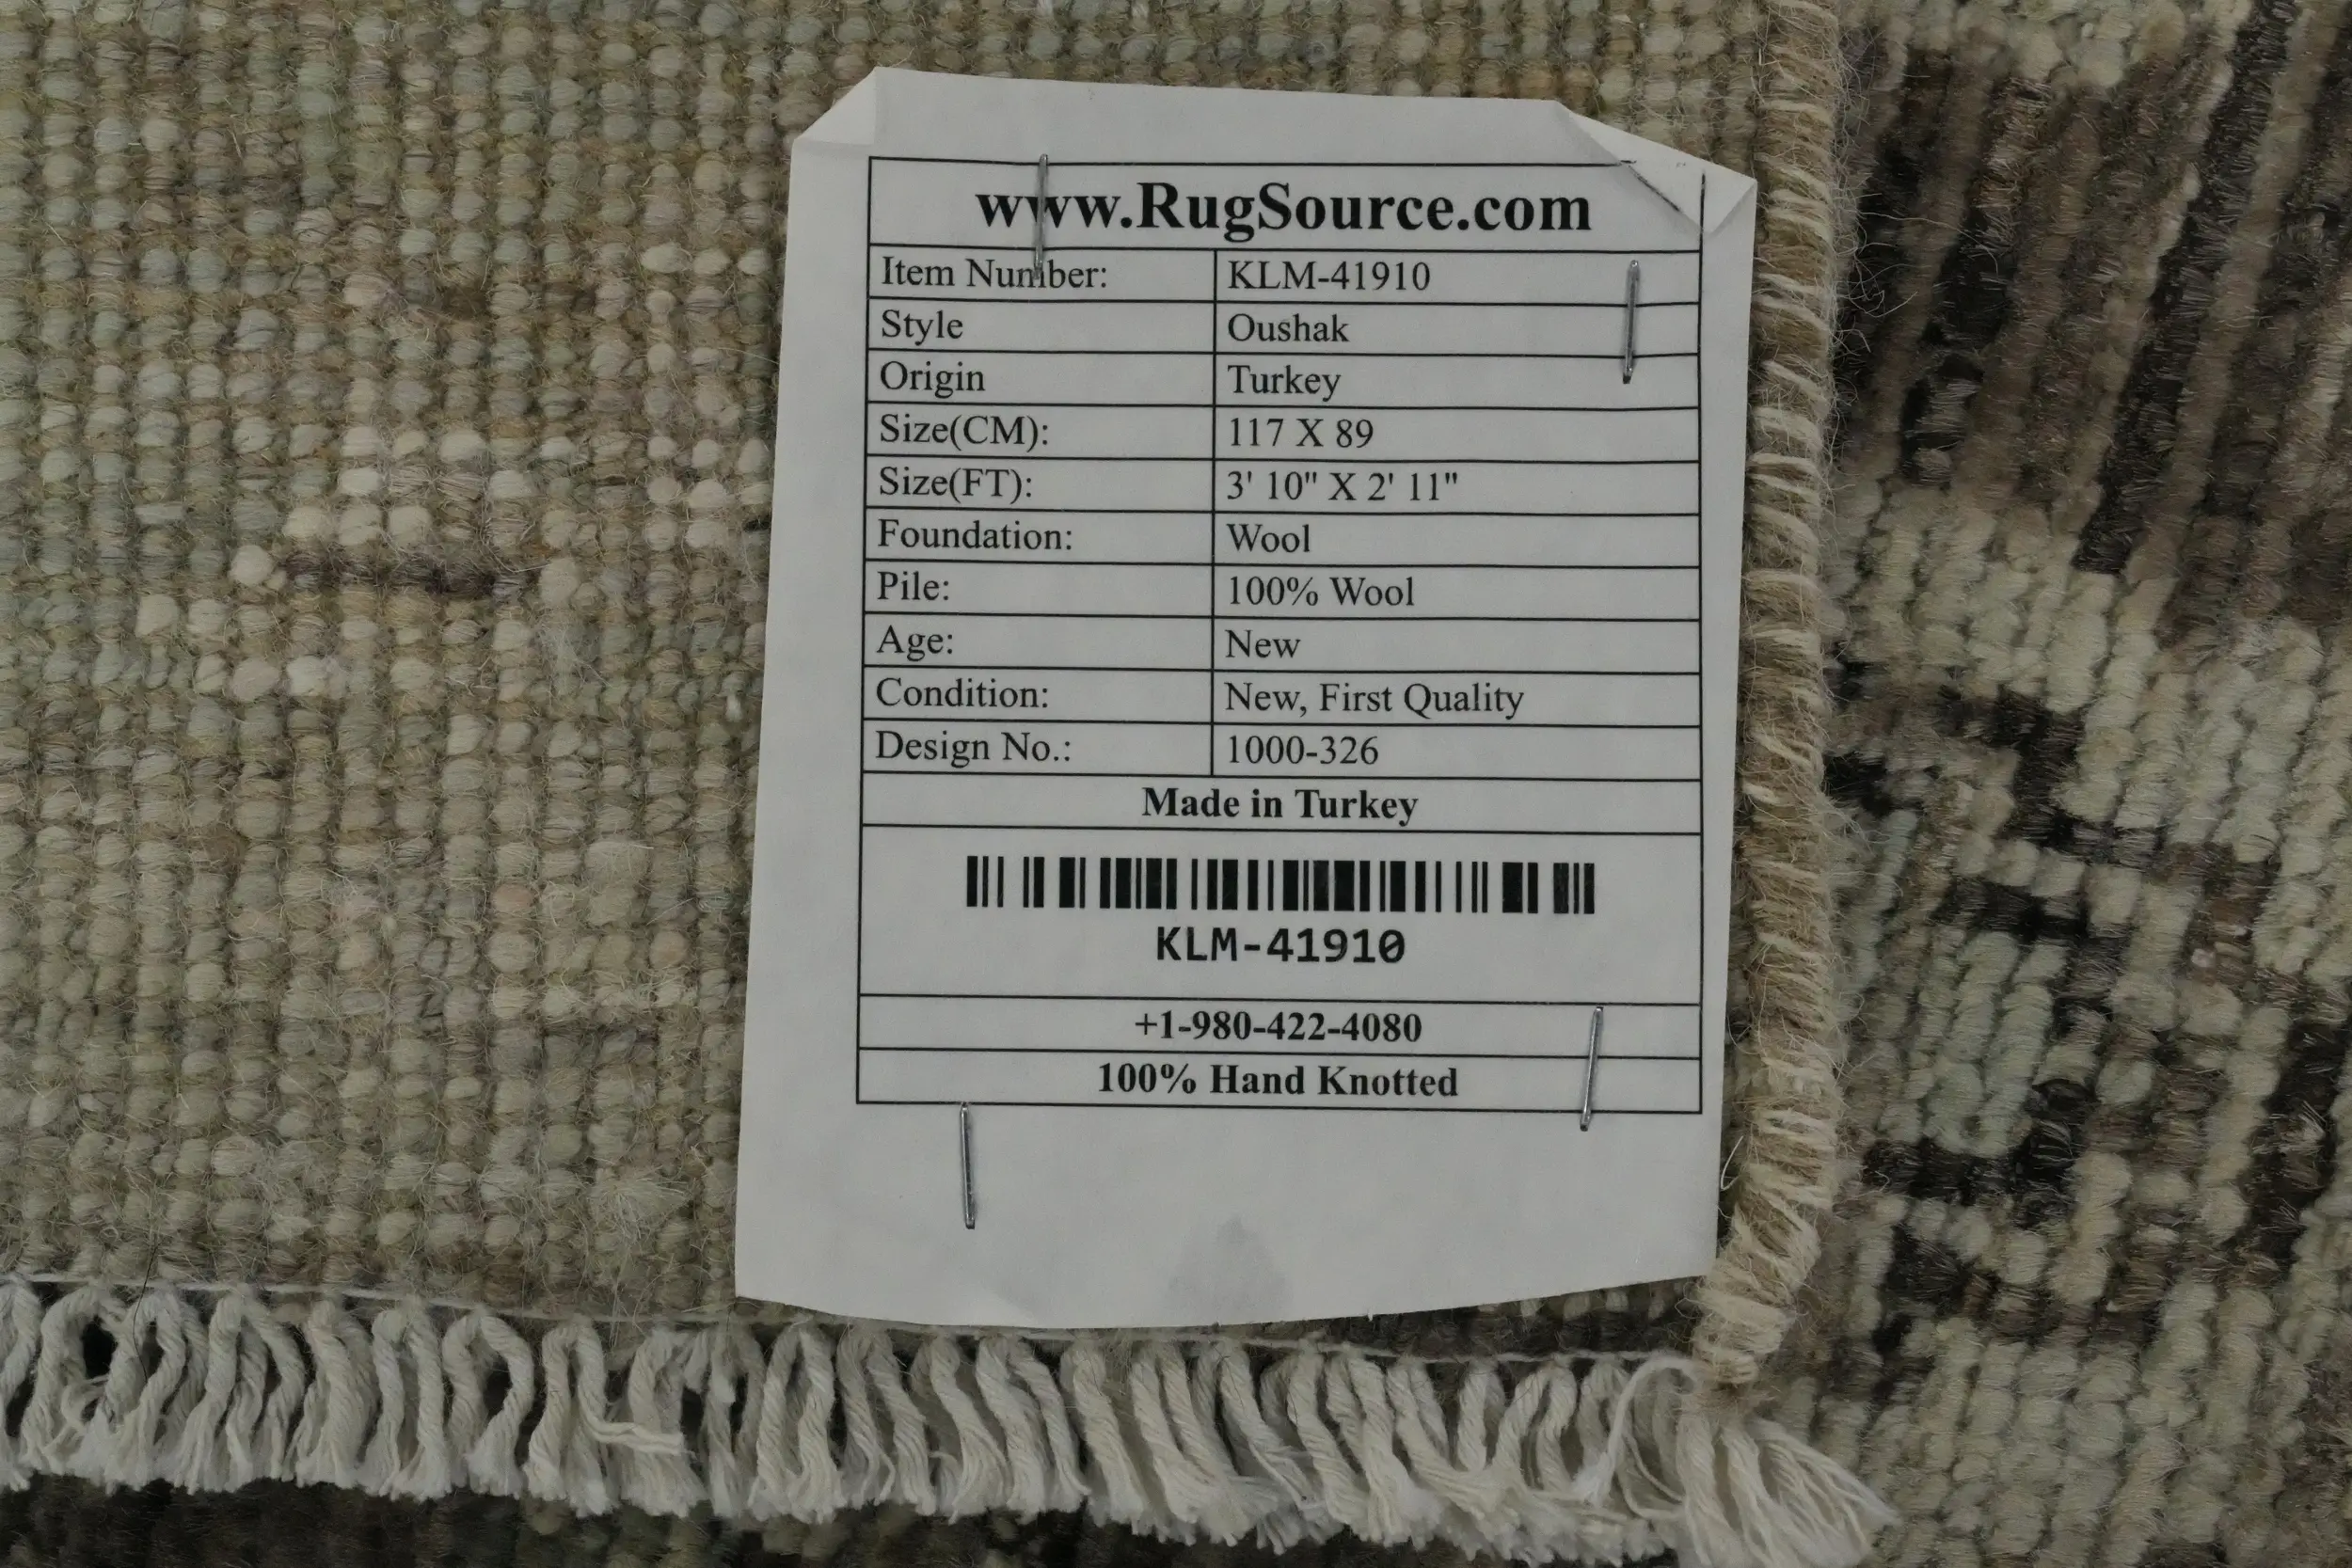 www.RugSource.com
Item Number: KLM-41910
Style Oushak
Origin Turkey
Size(CM): 117 X 89
Size(FT): 3' 10" X 2' 11"
Foundation: Wool
Pile: 100% Wool
Age: New
Condition: New, First Quality
Design No.: 1000-326
Made in Turkey
KLM-41910
+1-980-422-4080
100% Hand Knotted